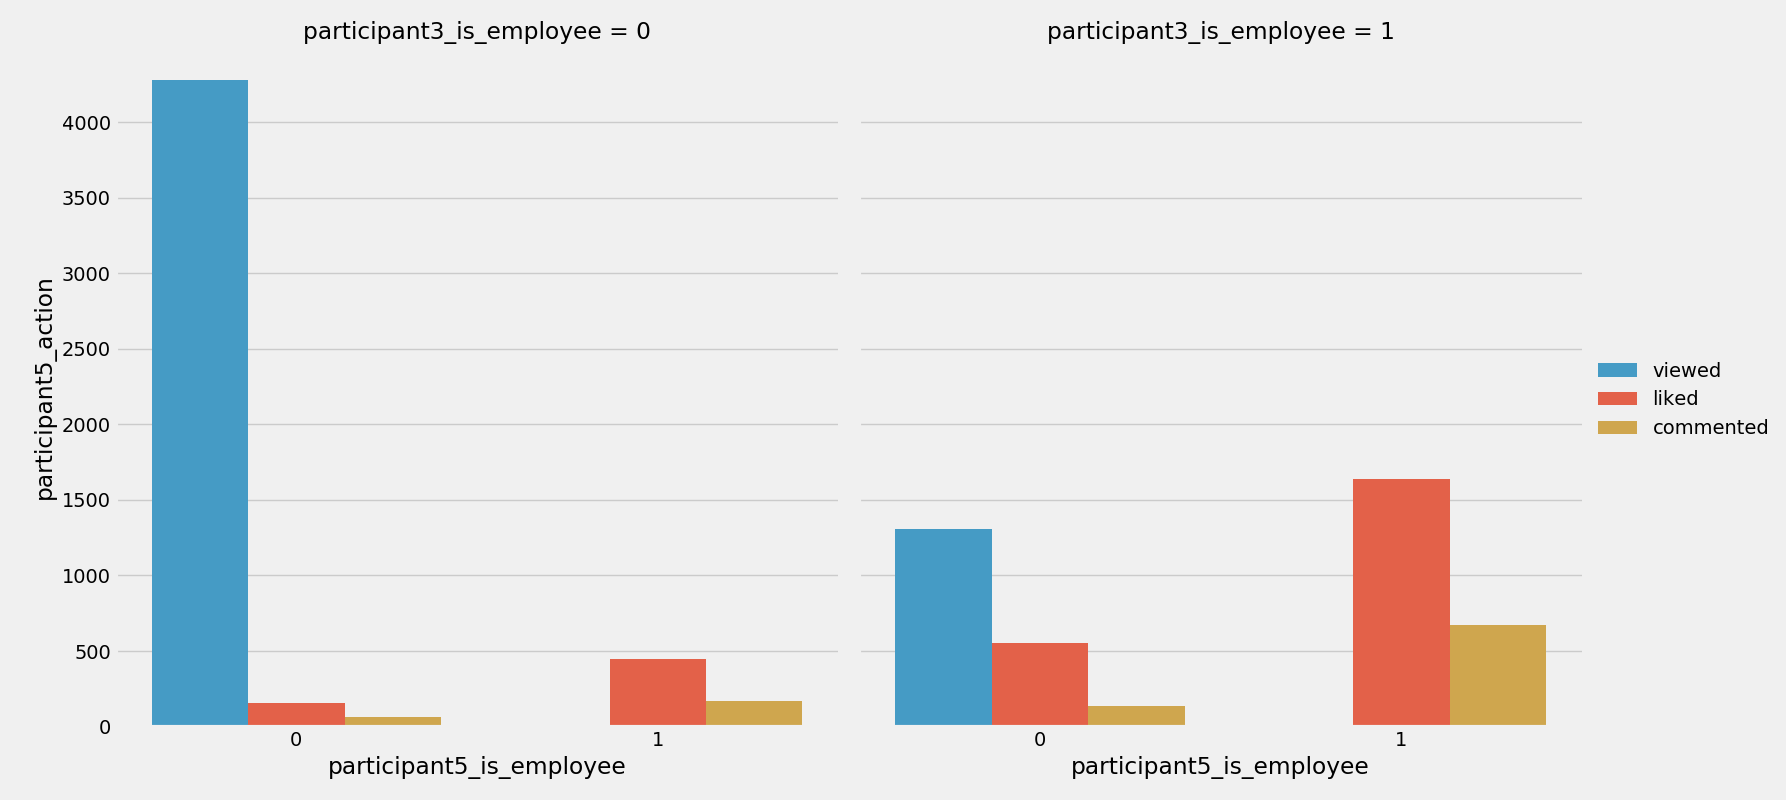 participant3_is_employee = 0
participant3_is_employee = 1
participant5_action
4000
3500
3000
2500
2000
1500
1000
500
0
0
1
participant5_is_employee
0
1
participant5_is_employee
viewed
liked
commented